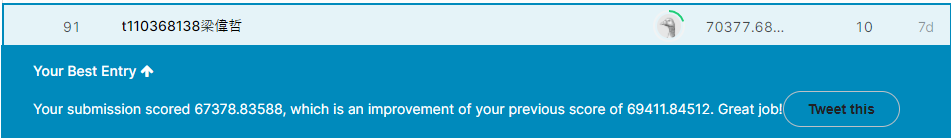 91 t110368138梁偉哲 70377.68... 10 7d
Your Best Entry
Your submission scored 67378.83588, which is an improvement of your previous score of 69411.84512. Great job! Tweet this